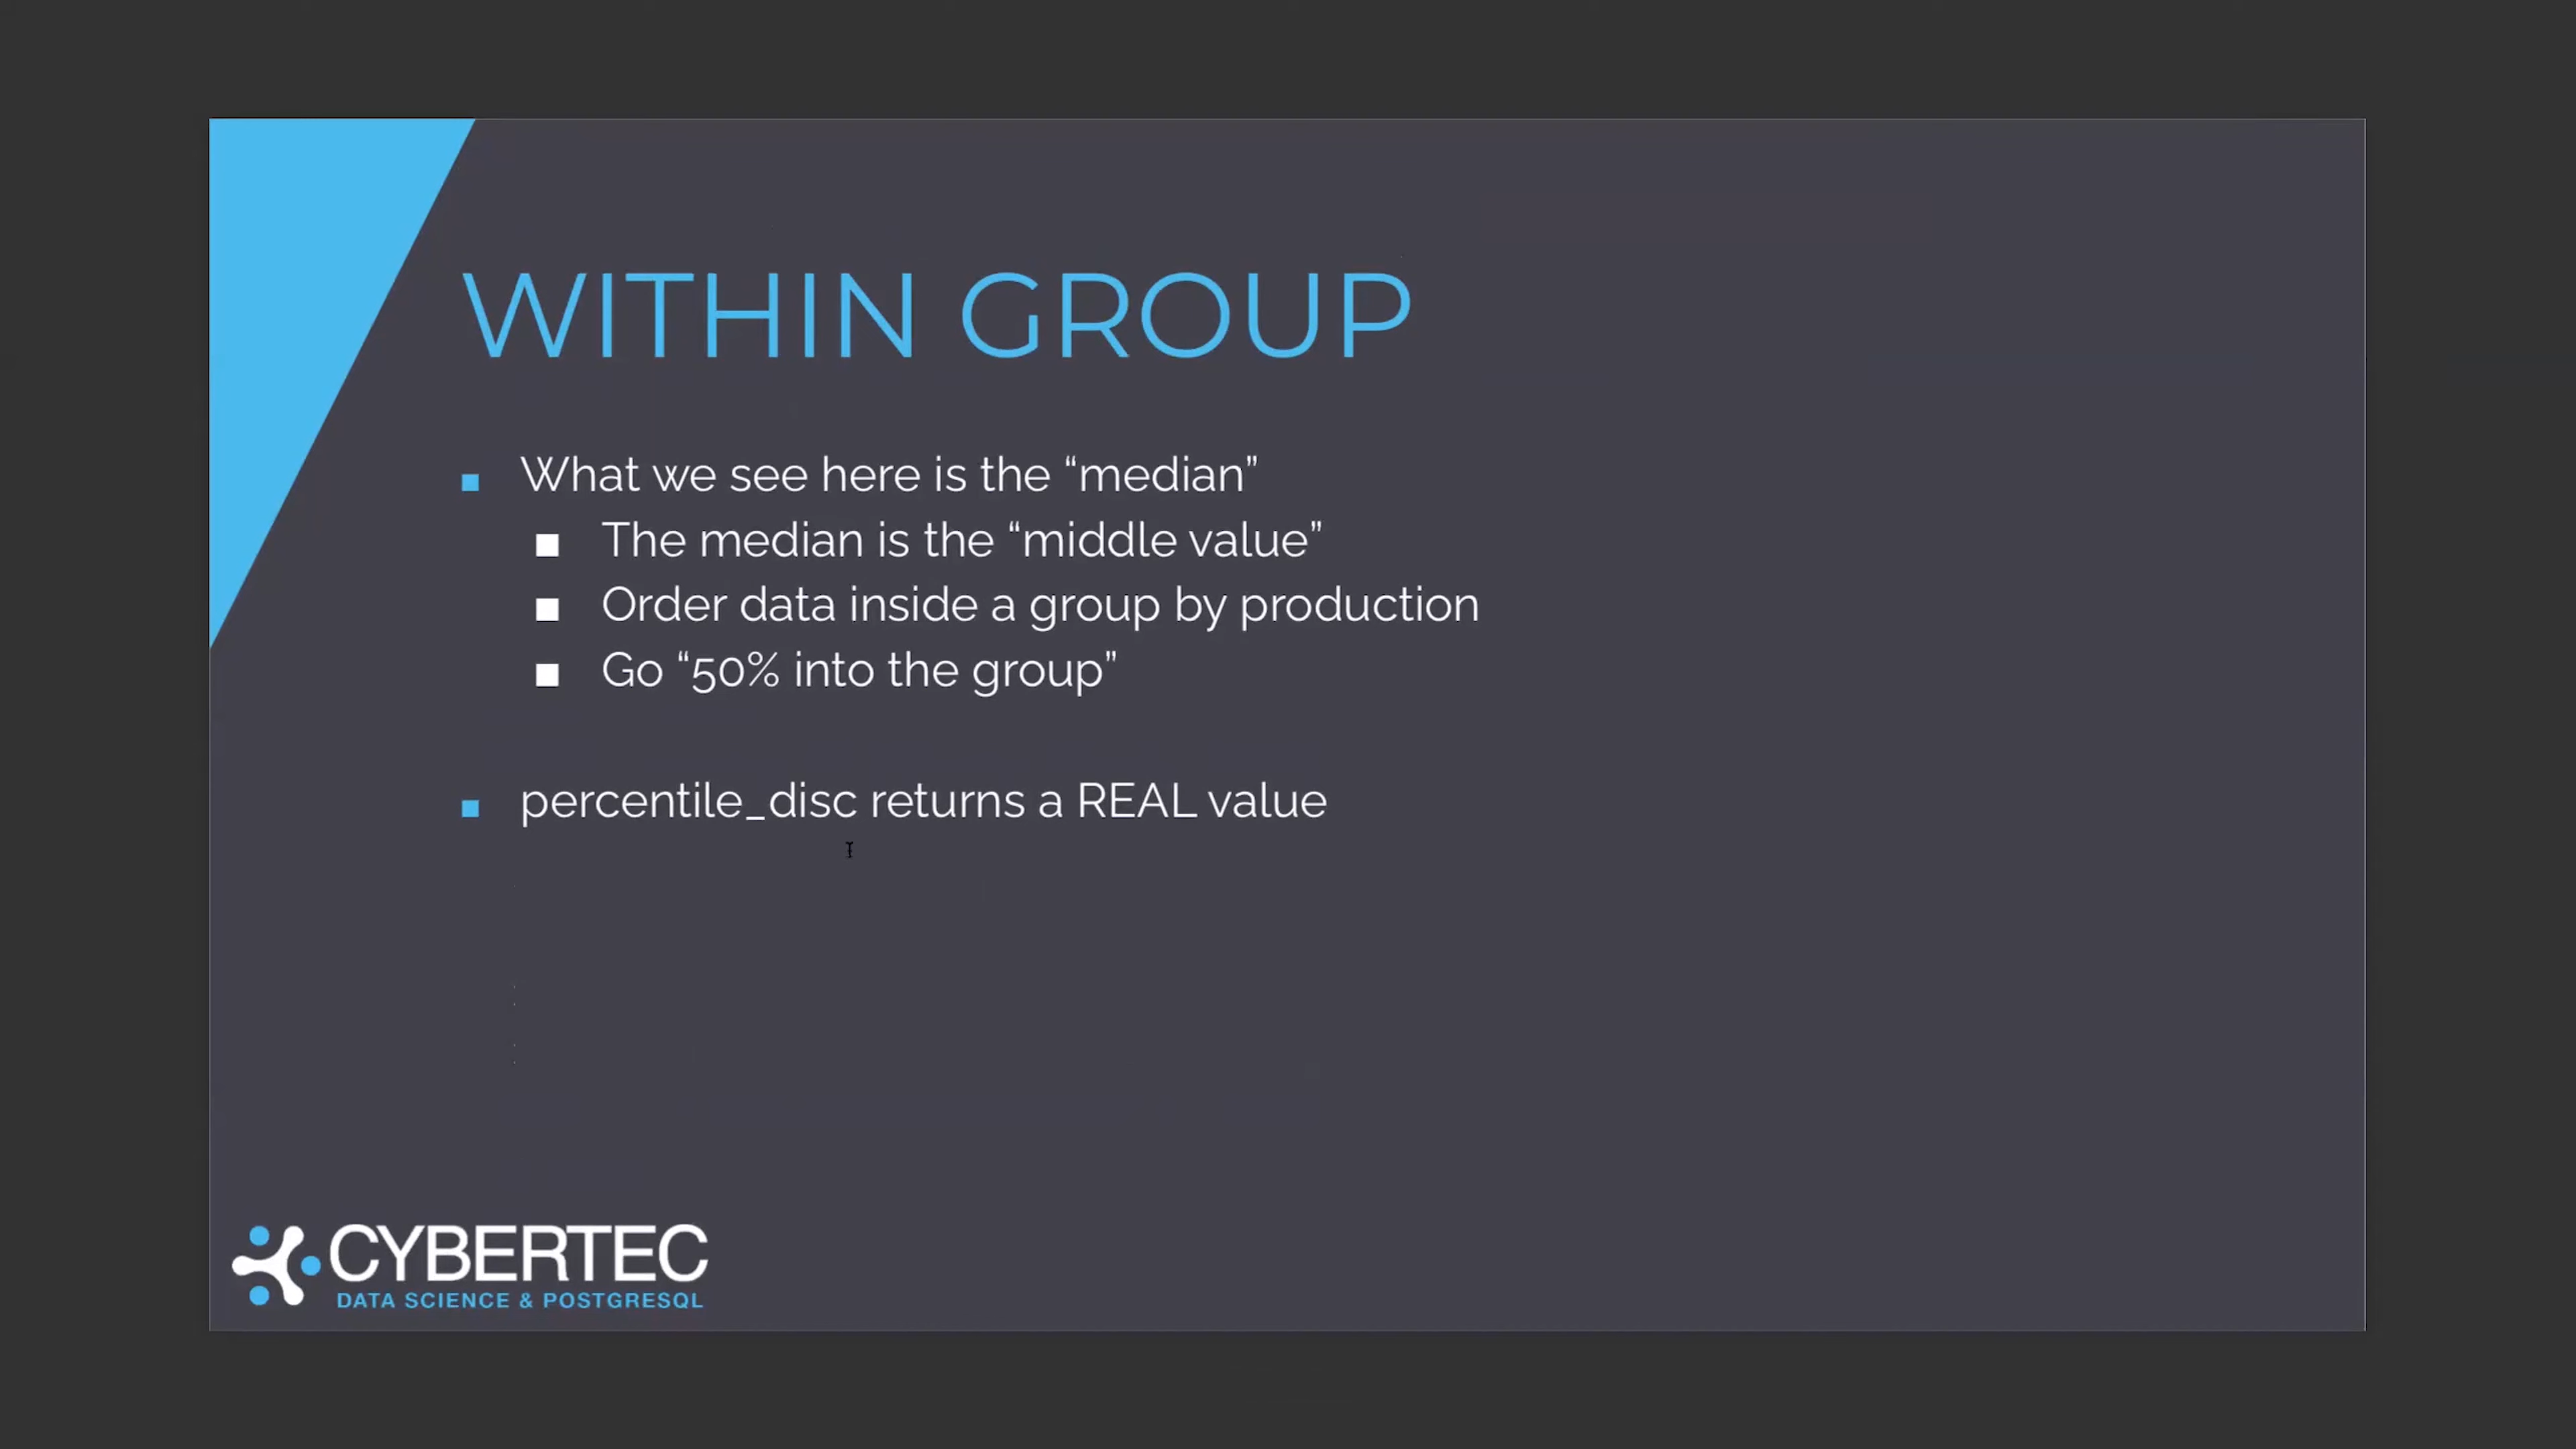 WITHIN GROUP
What we see here is the “median”
The median is the “middle value”
Order data inside a group by production
Go “50% into the group”
percentile_disc returns a REAL value
CYBERTEC
DATA SCIENCE & POSTGRESQL